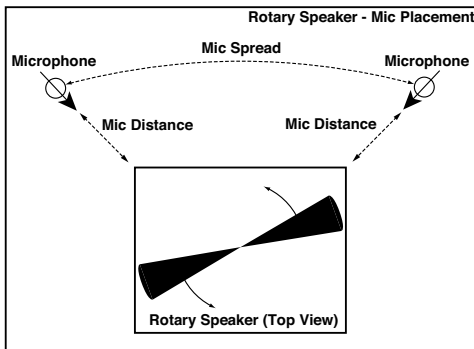 Rotary Speaker - Mic Placement
Mic Spread
Microphone
Microphone
Mic Distance
Mic Distance
Rotary Speaker (Top View)